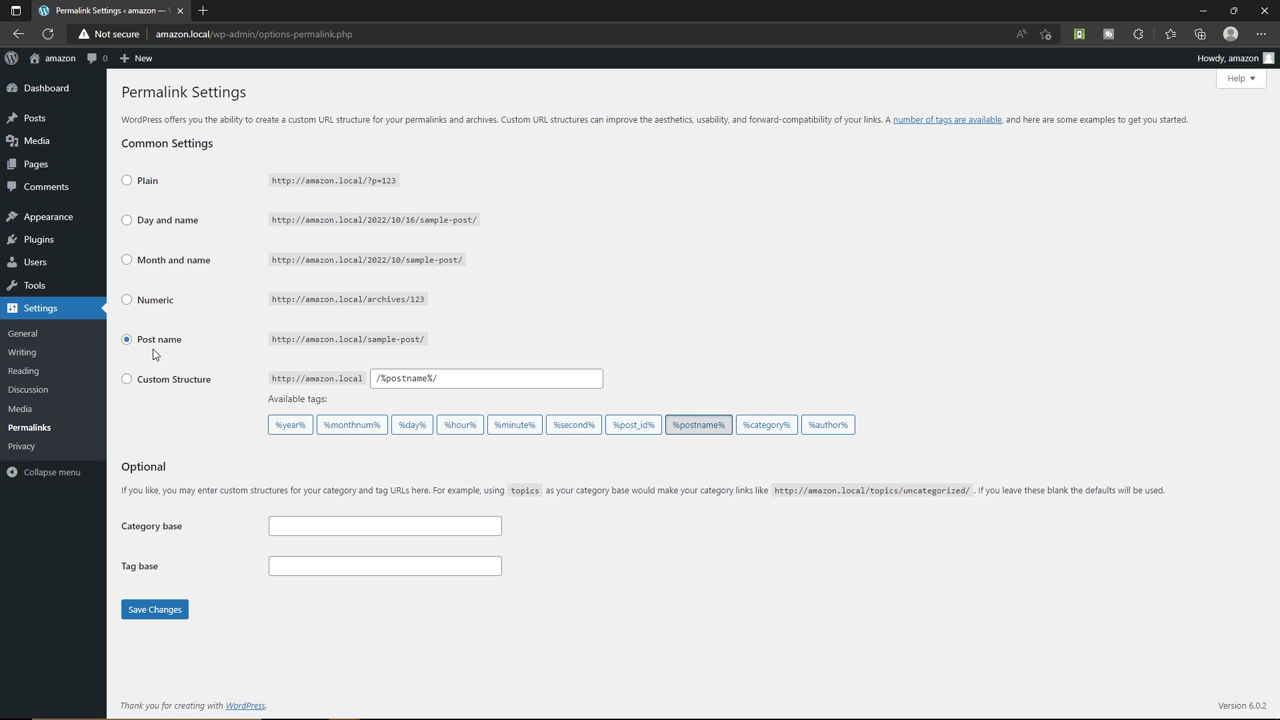 Permalink Settings ‹ amazon — W
Not secure amazon.local/wp-admin/options-permalink.php
amazon 0 New Howdy, amazon
Help
Dashboard
Posts
Media
Pages
Comments
Appearance
Plugins
Users
Tools
Settings
General
Writing
Reading
Discussion
Media
Permalinks
Privacy
Collapse menu
Permalink Settings
WordPress offers you the ability to create a custom URL structure for your permalinks and archives. Custom URL structures can improve the aesthetics, usability, and forward-compatibility of your links. A number of tags are available, and here are some examples to get you started.
Common Settings
Plain http://amazon.local/?p=123
Day and name http://amazon.local/2022/10/16/sample-post/
Month and name http://amazon.local/2022/10/sample-post/
Numeric http://amazon.local/archives/123
Post name http://amazon.local/sample-post/
Custom Structure http://amazon.local /%postname%/
Available tags:
%year% %monthnum% %day% %hour% %minute% %second% %post_id% %postname% %category% %author%
Optional
If you like, you may enter custom structures for your category and tag URLs here. For example, using topics as your category base would make your category links like http://amazon.local/topics/uncategorized/ . If you leave these blank the defaults will be used.
Category base
Tag base
Save Changes
Thank you for creating with WordPress.
Version 6.0.2